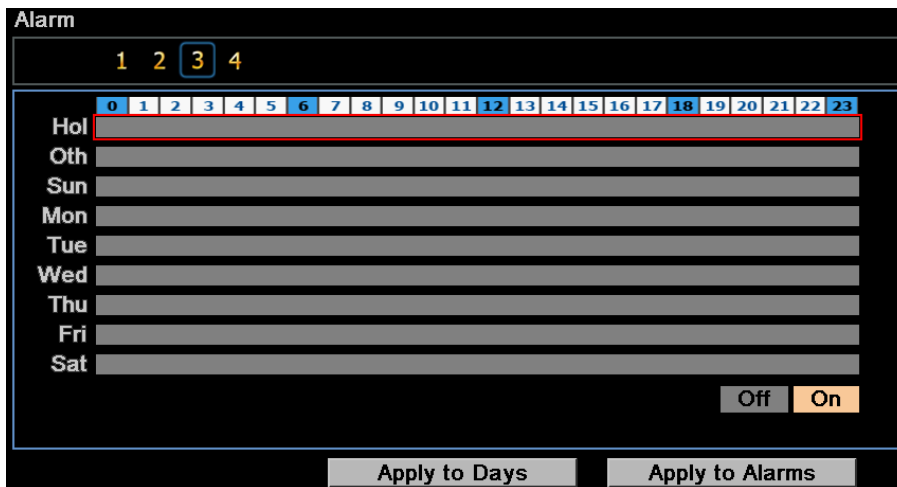 Alarm
1 2 3 4
0 1 2 3 4 5 6 7 8 9 10 11 12 13 14 15 16 17 18 19 20 21 22 23
Hol
Oth
Sun
Mon
Tue
Wed
Thu
Fri
Sat
Off On
Apply to Days Apply to Alarms